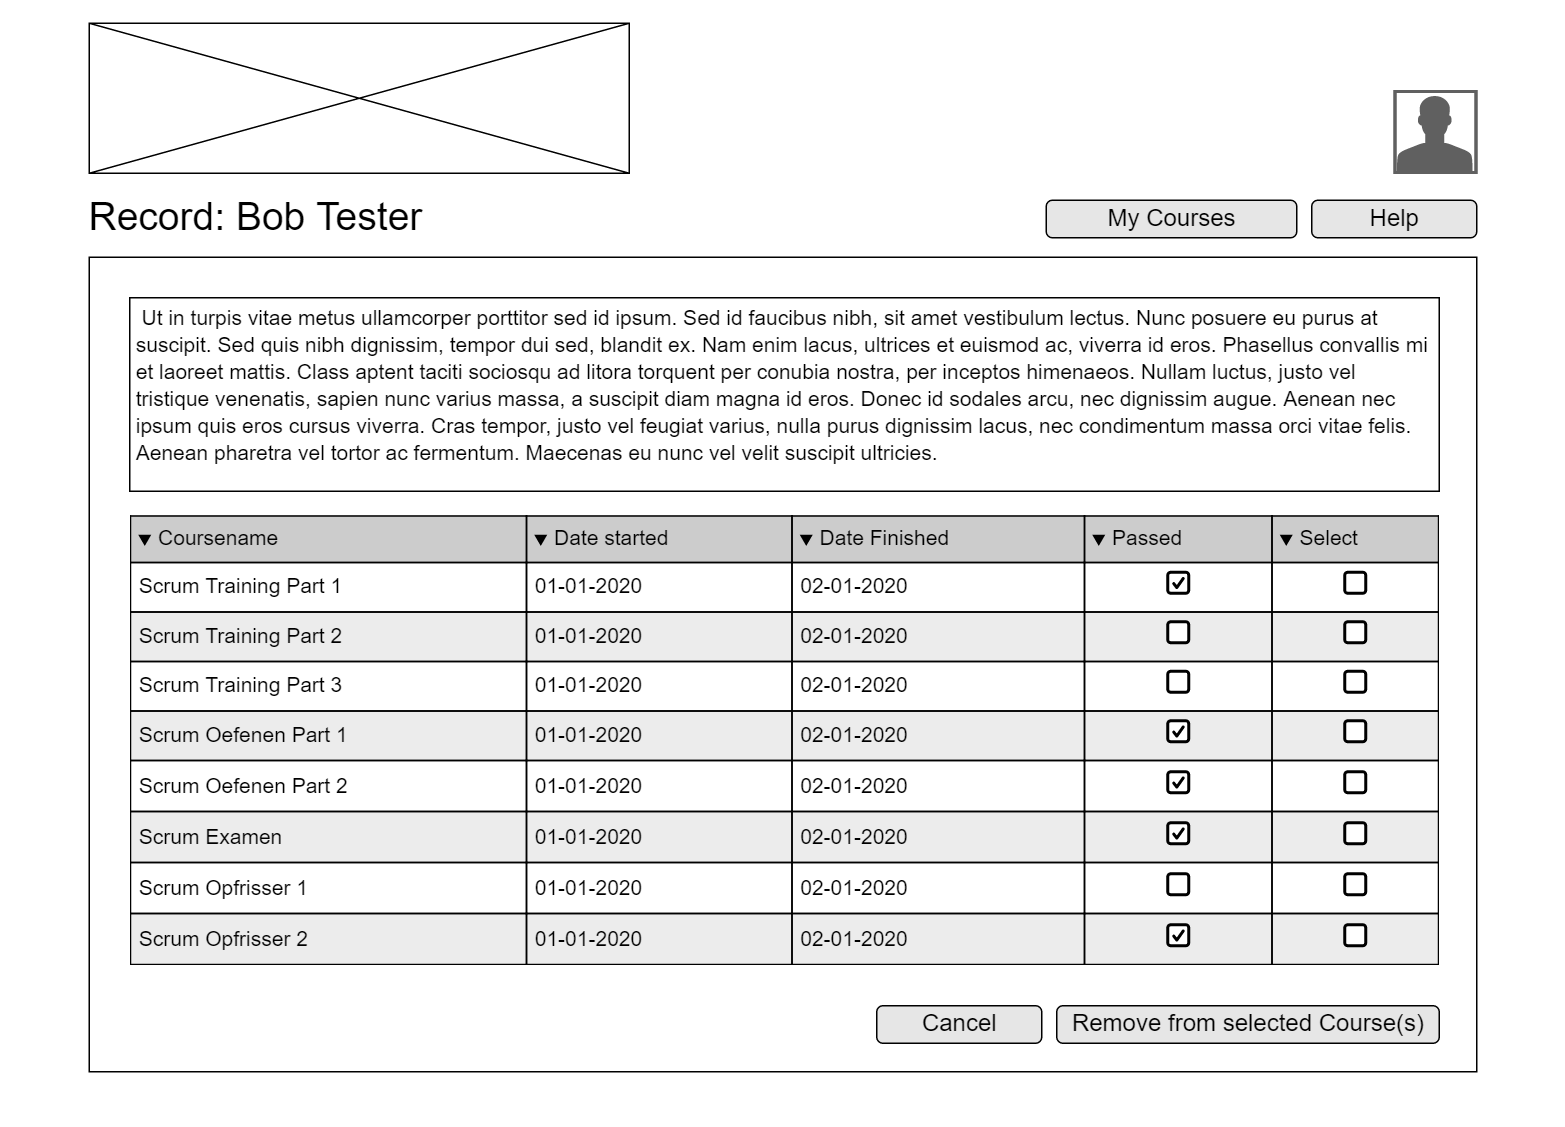 Record: Bob Tester
My Courses
Help
Ut in turpis vitae metus ullamcorper porttitor sed id ipsum. Sed id faucibus nibh, sit amet vestibulum lectus. Nunc posuere eu purus at
suscipit. Sed quis nibh dignissim, tempor dui sed, blandit ex. Nam enim lacus, ultrices et euismod ac, viverra id eros. Phasellus convallis mi
et laoreet mattis. Class aptent taciti sociosqu ad litora torquent per conubia nostra, per inceptos himenaeos. Nullam luctus, justo vel
tristique venenatis, sapien nunc varius massa, a suscipit diam magna id eros. Donec id sodales arcu, nec dignissim augue. Aenean nec
ipsum quis eros cursus viverra. Cras tempor, justo vel feugiat varius, nulla purus dignissim lacus, nec condimentum massa orci vitae felis.
Aenean pharetra vel tortor ac fermentum. Maecenas eu nunc vel velit suscipit ultricies.
Coursename Date started Date Finished Passed Select
Scrum Training Part 1 01-01-2020 02-01-2020
Scrum Training Part 2 01-01-2020 02-01-2020
Scrum Training Part 3 01-01-2020 02-01-2020
Scrum Oefenen Part 1 01-01-2020 02-01-2020
Scrum Oefenen Part 2 01-01-2020 02-01-2020
Scrum Examen 01-01-2020 02-01-2020
Scrum Opfrisser 1 01-01-2020 02-01-2020
Scrum Opfrisser 2 01-01-2020 02-01-2020
Cancel
Remove from selected Course(s)